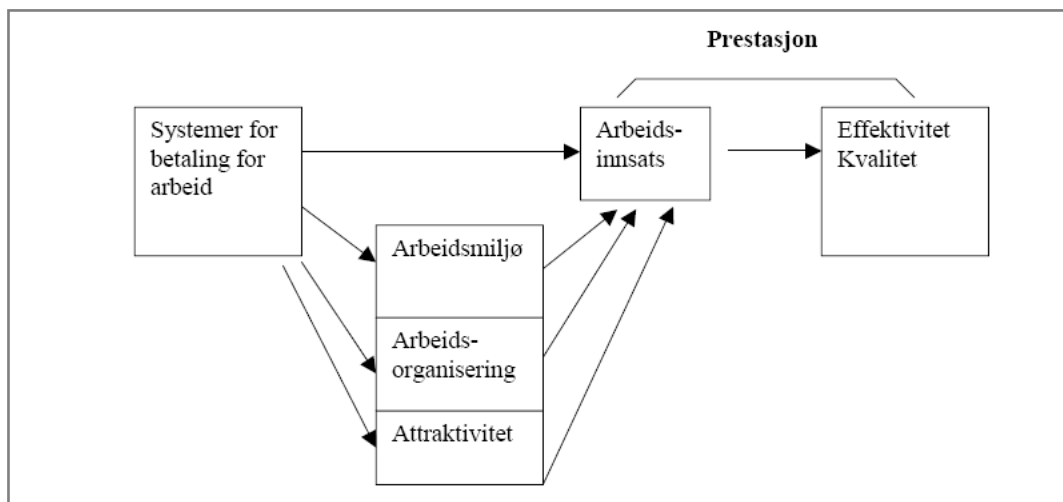 Prestasjon
Systemer for
betaling for
arbeid
Arbeids-
innsats
Effektivitet
Kvalitet
Arbeidsmiljø
Arbeids-
organisering
Attraktivitet